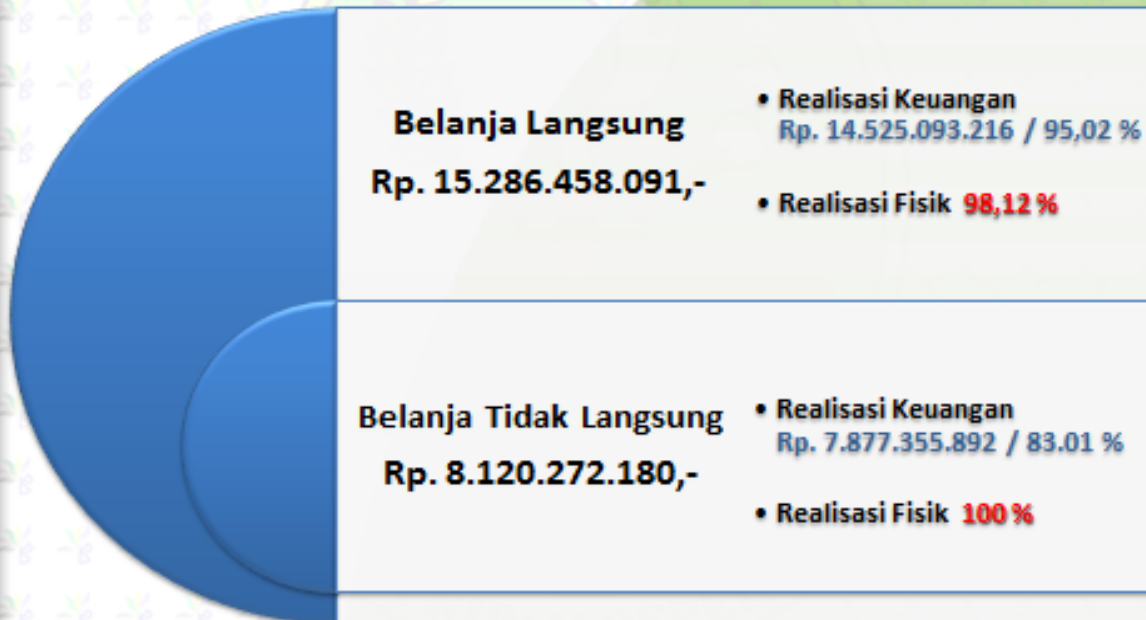 Belanja Langsung
Rp. 15.286.458.091,-
• Realisasi Keuangan
Rp. 14.525.093.216 / 95,02 %
• Realisasi Fisik 98,12 %
Belanja Tidak Langsung
Rp. 8.120.272.180,-
• Realisasi Keuangan
Rp. 7.877.355.892 / 83.01 %
• Realisasi Fisik 100 %